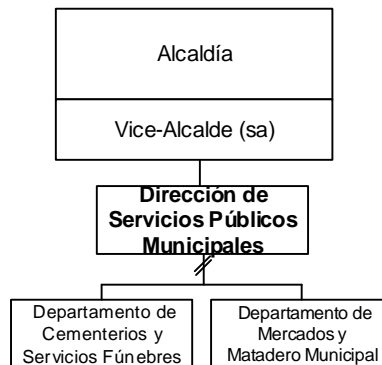 Alcaldía
Vice-Alcalde (sa)
Dirección de
Servicios Públicos
Municipales
Departamento de
Cementerios y
Servicios Fúnebres
Departamento de
Mercados y
Matadero Municipal